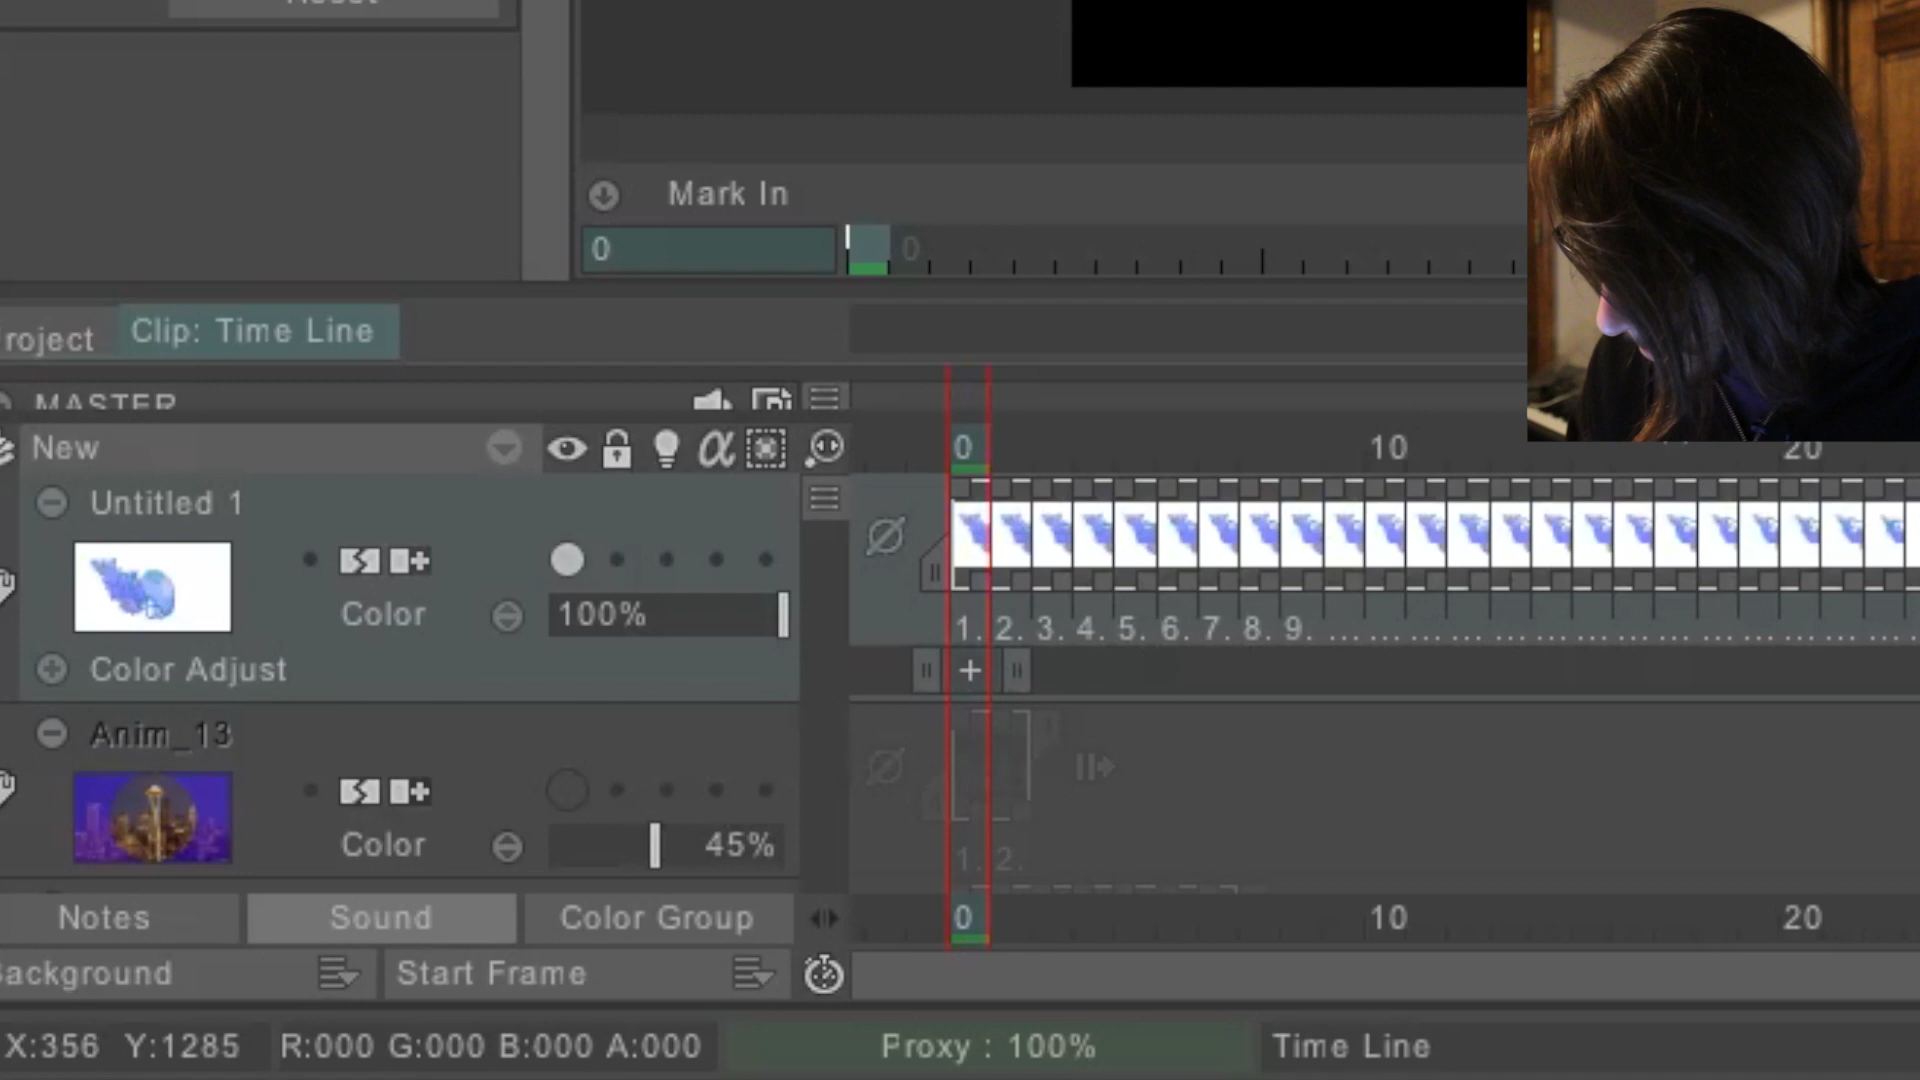 Reset
Mark In
0 0
roject Clip: Time Line
MASTER
New 0 10 20
Untitled 1
Color 100% 1. 2. 3. 4. 5. 6. 7. 8. 9.
Color Adjust
Anim_13
Color 45% 1. 2.
Notes Sound Color Group 0 10 20
Background Start Frame
X:356 Y:1285 R:000 G:000 B:000 A:000 Proxy : 100% Time Line